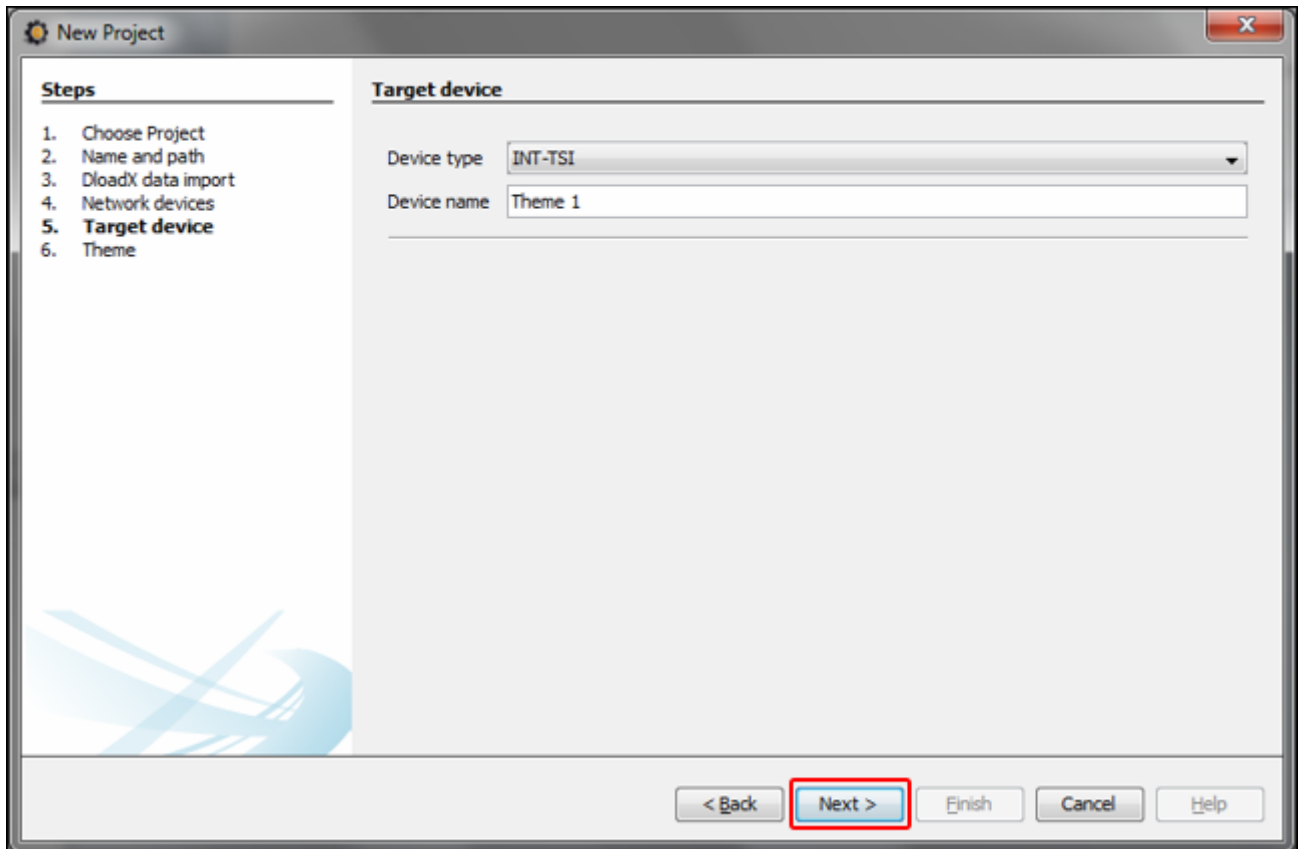 New Project
Steps
1. Choose Project
2. Name and path
3. DloadX data import
4. Network devices
5. Target device
6. Theme
Target device
Device type INT-TSI
Device name Theme 1
< Back Next > Finish Cancel Help